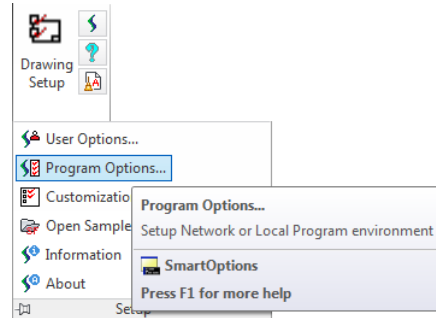 Drawing
Setup
User Options...
Program Options...
Customizatio
Program Options...
Open Sample
Setup Network or Local Program environment
Information
SmartOptions
About
Press F1 for more help
Setup